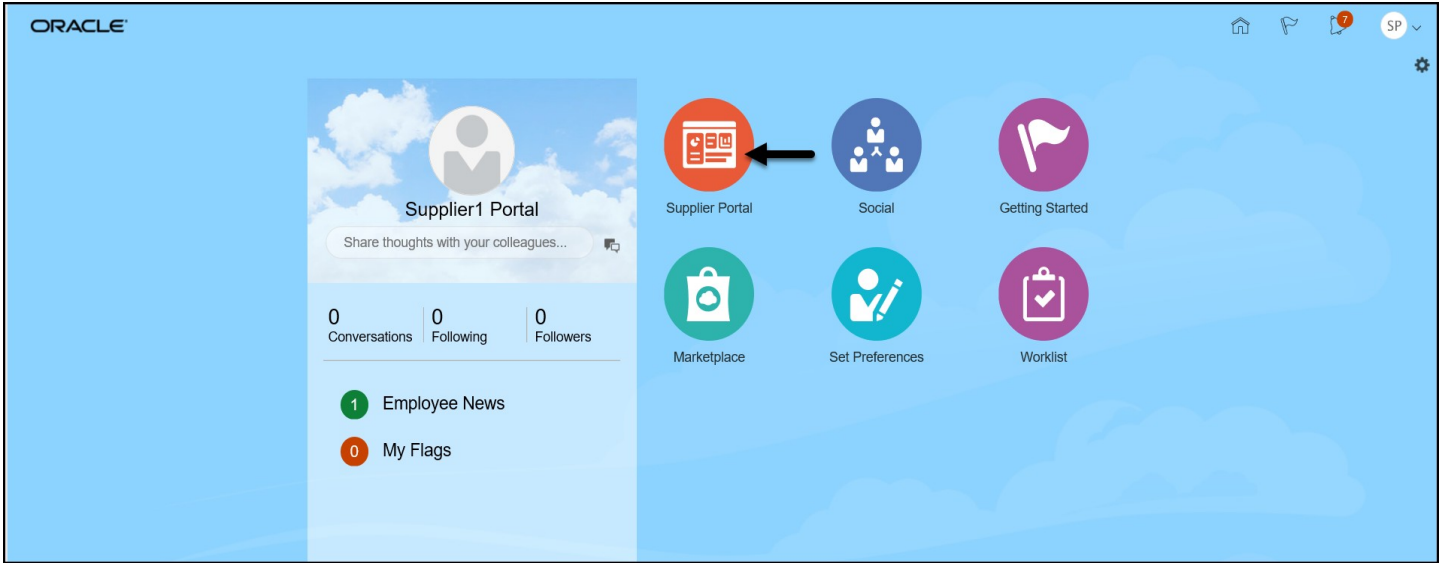 ORACLE
7
SP
Supplier1 Portal
Share thoughts with your colleagues...
0
Conversations
0
Following
0
Followers
1 Employee News
0 My Flags
Supplier Portal
Social
Getting Started
Marketplace
Set Preferences
Worklist